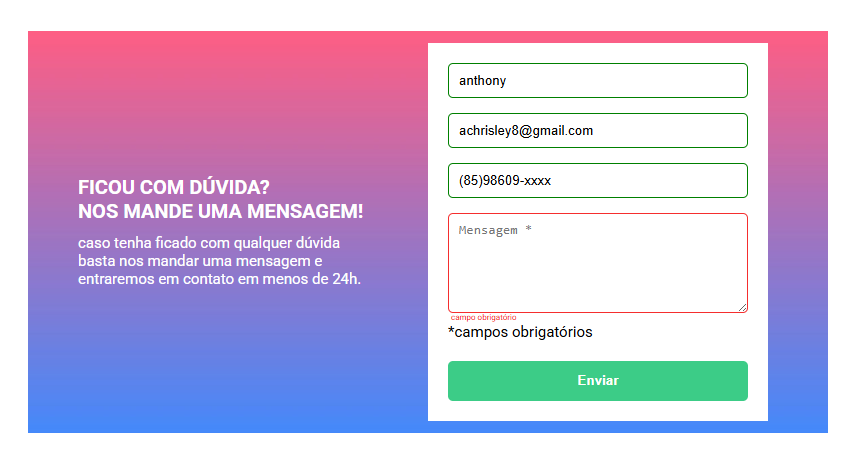 FICOU COM DÚVIDA?
NOS MANDE UMA MENSAGEM!
caso tenha ficado com qualquer dúvida
basta nos mandar uma mensagem e
entraremos em contato em menos de 24h.
anthony
achrisley8@gmail.com
(85)98609-xxxx
Mensagem *
campo obrigatório
*campos obrigatórios
Enviar